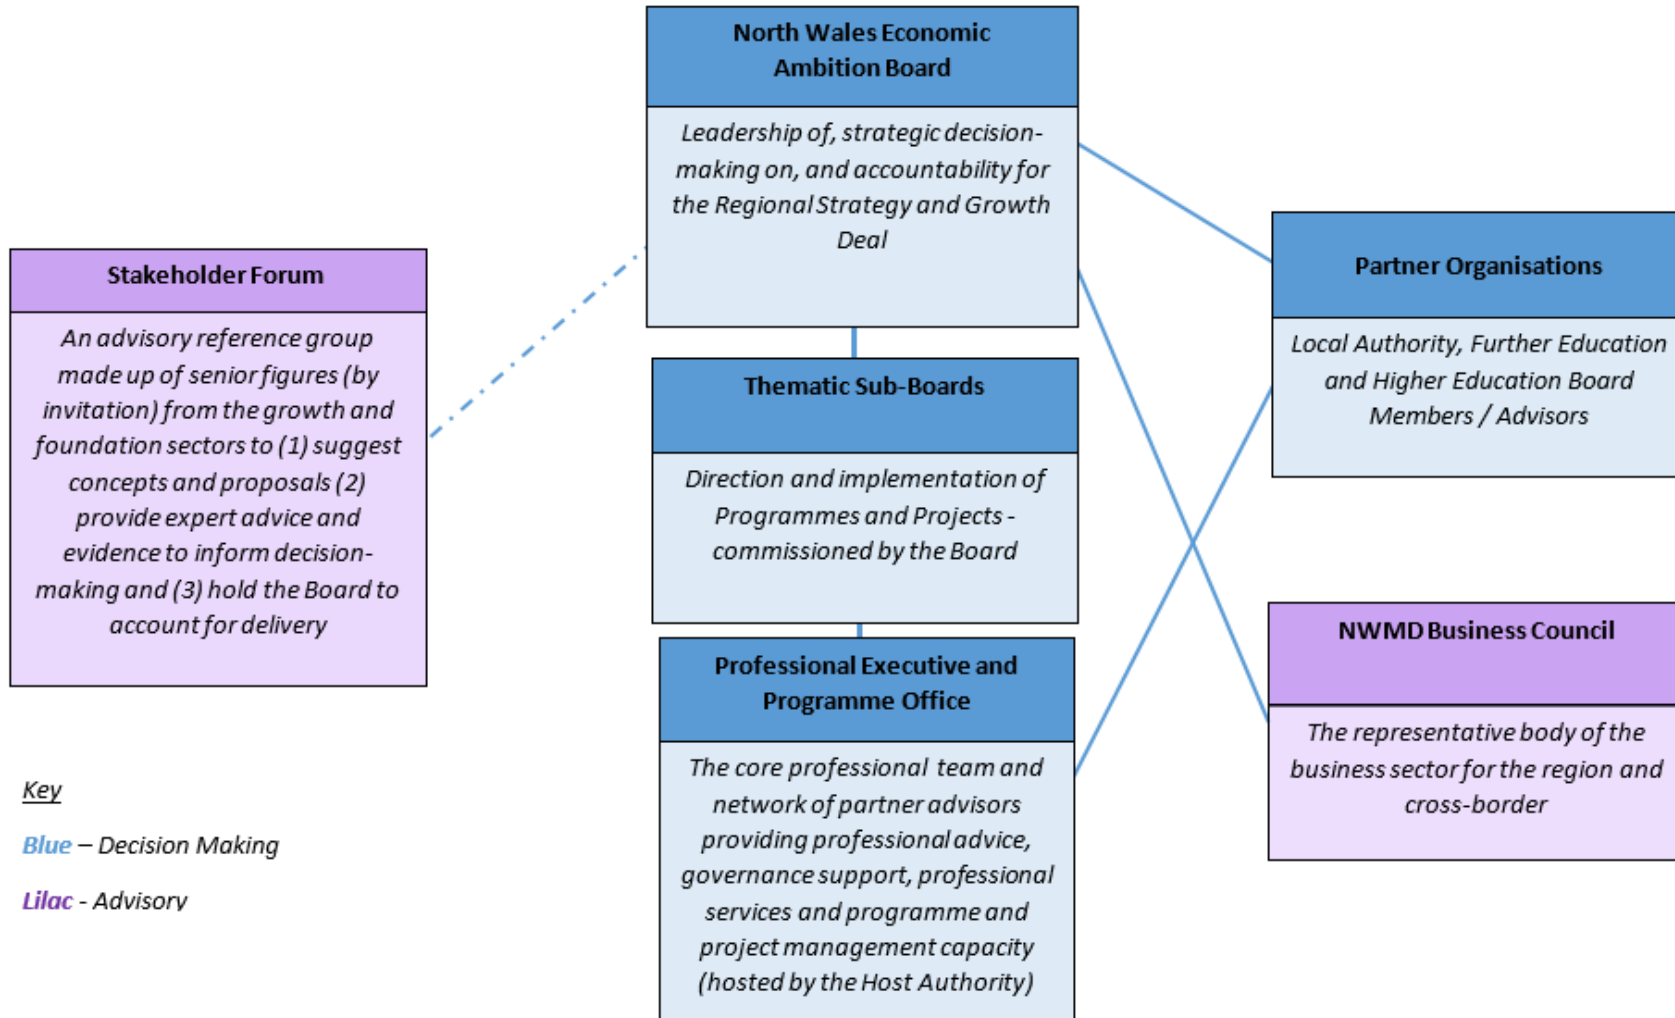 North Wales Economic
Ambition Board
Leadership of, strategic decision-
making on, and accountability for
the Regional Strategy and Growth
Deal
Stakeholder Forum
An advisory reference group
made up of senior figures (by
invitation) from the growth and
foundation sectors to (1) suggest
concepts and proposals (2)
provide expert advice and
evidence to inform decision-
making and (3) hold the Board to
account for delivery
Thematic Sub-Boards
Direction and implementation of
Programmes and Projects -
commissioned by the Board
Professional Executive and
Programme Office
The core professional team and
network of partner advisors
providing professional advice,
governance support, professional
services and programme and
project management capacity
(hosted by the Host Authority)
Partner Organisations
Local Authority, Further Education
and Higher Education Board
Members / Advisors
NWMD Business Council
The representative body of the
business sector for the region and
cross-border
Key
Blue – Decision Making
Lilac - Advisory